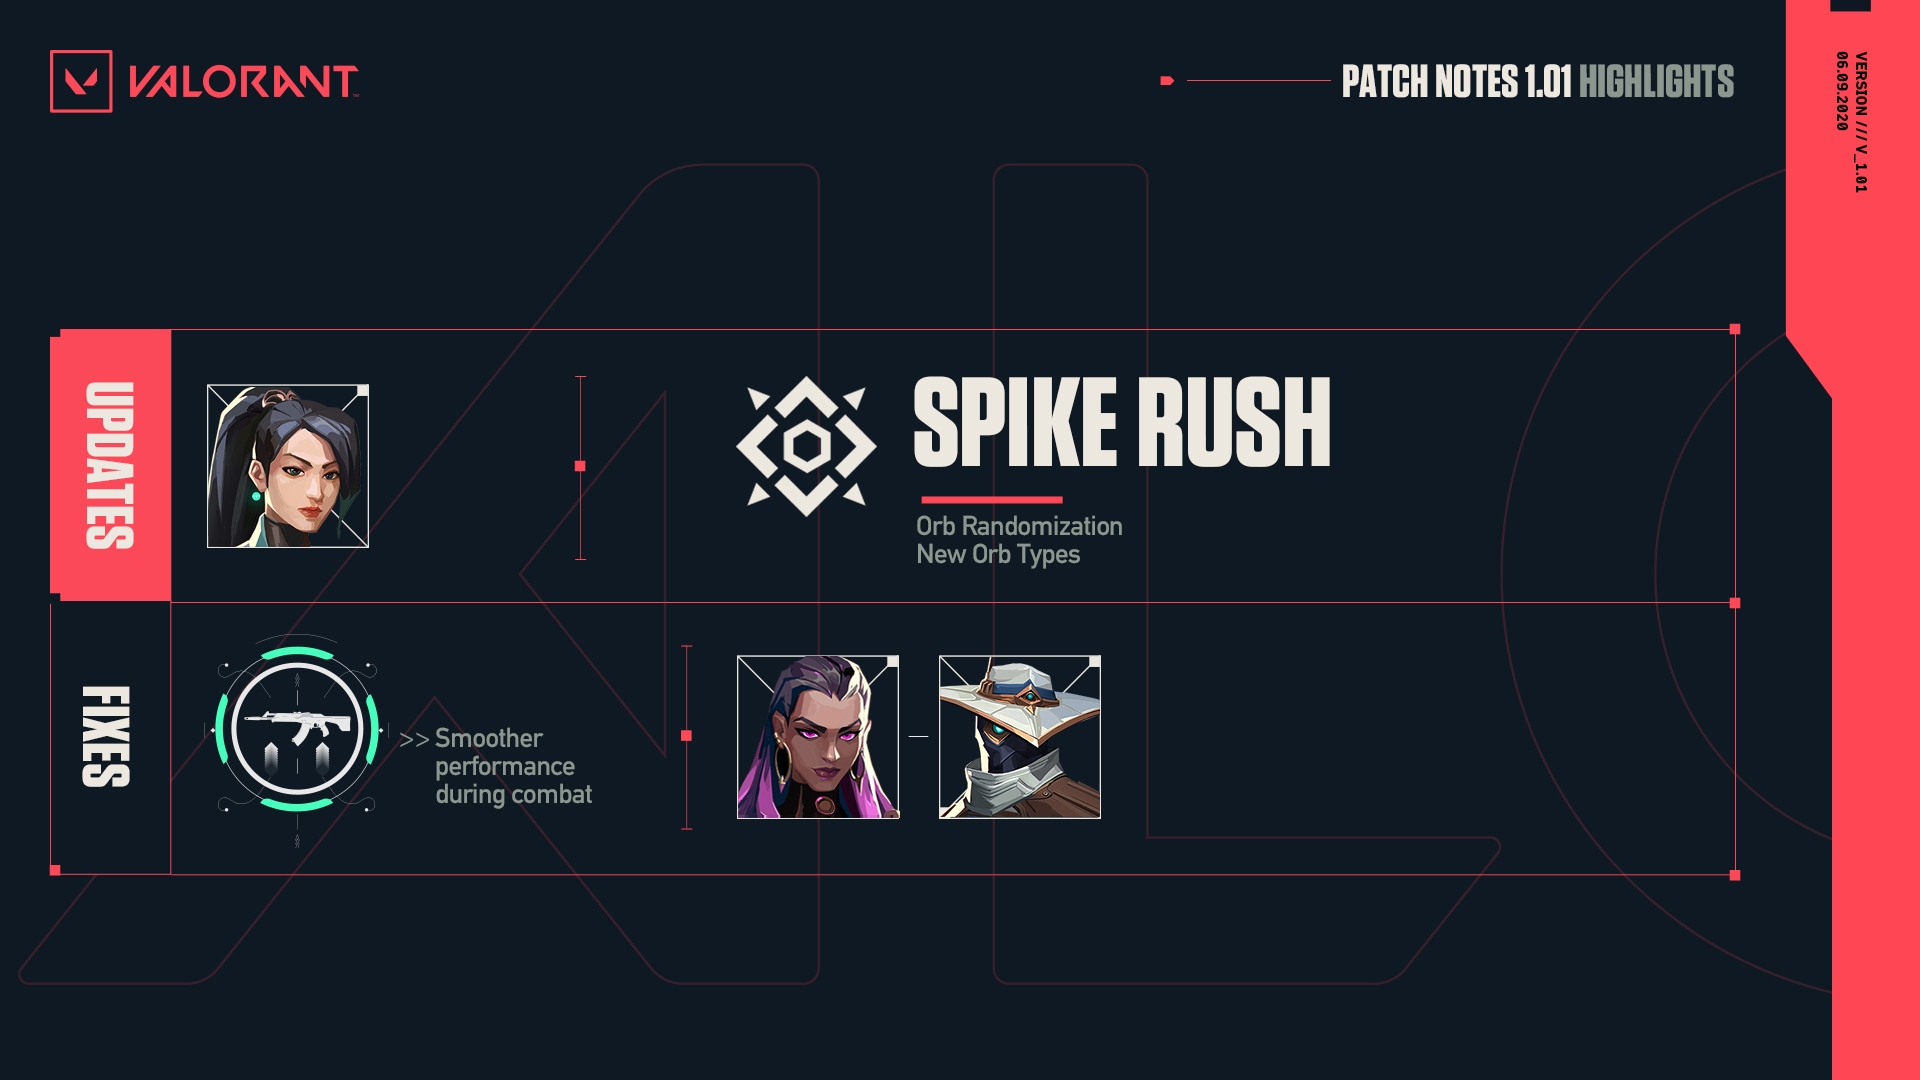 VALORANT
PATCH NOTES 1.01 HIGHLIGHTS
VERSION /// V_1.01
06.09.2020
UPDATES
SPIKE RUSH
Orb Randomization
New Orb Types
FIXES
>> Smoother
performance
during combat